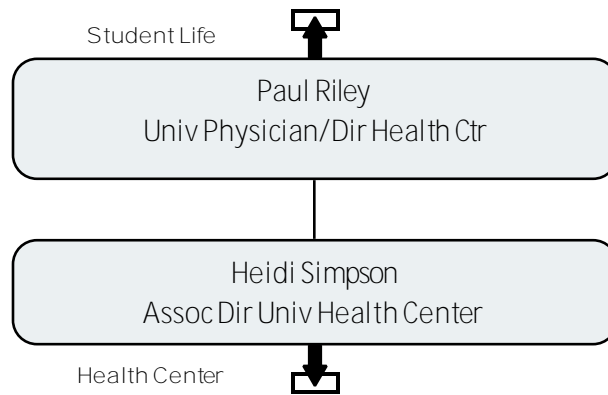 Student Life
Paul Riley
Univ Physician/Dir Health Ctr
Heidi Simpson
Assoc Dir Univ Health Center
Health Center